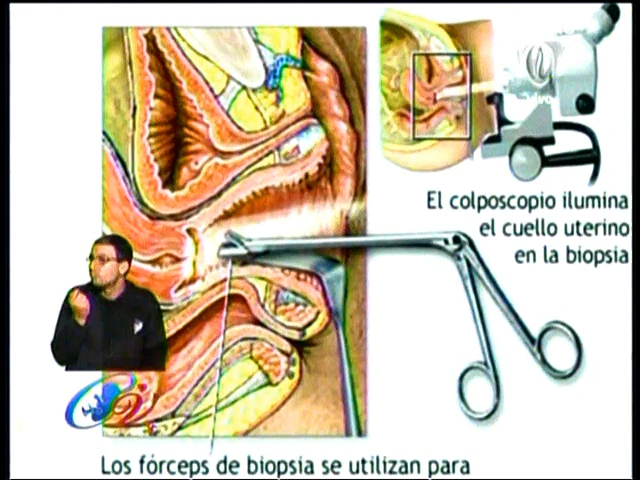 El colposcopio ilumina
el cuello uterino
en la biopsia
Los fórceps de biopsia se utilizan para